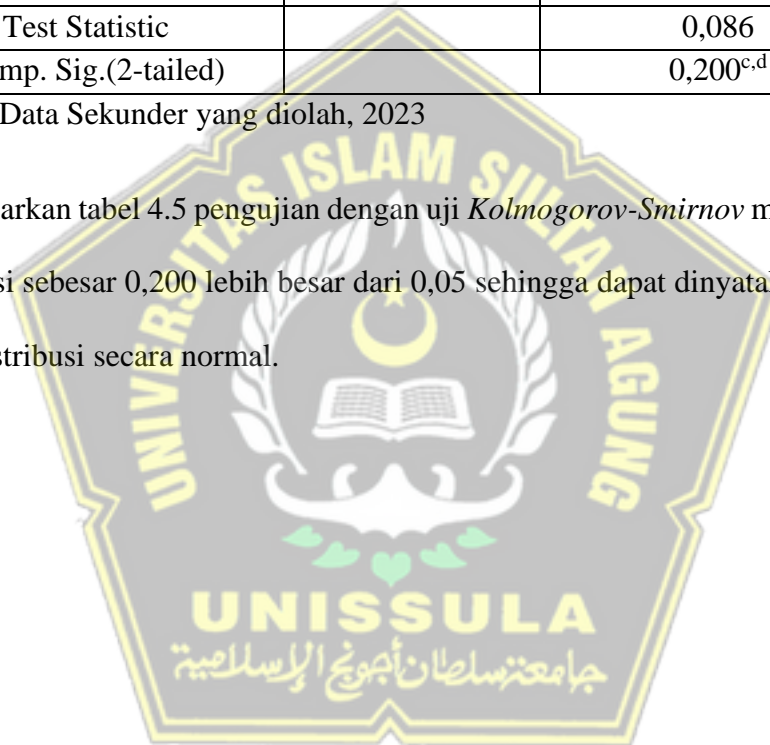 Test Statistic 0,086
mp. Sig.(2-tailed) 0,200c,d
Data Sekunder yang diolah, 2023
arkan tabel 4.5 pengujian dengan uji Kolmogorov-Smirnov m
si sebesar 0,200 lebih besar dari 0,05 sehingga dapat dinyatak
stribusi secara normal.
UNIVERSITAS ISLAM SULTAN AGUNG
UNISSULA
جامعة سلطان أجونج الإسلامية